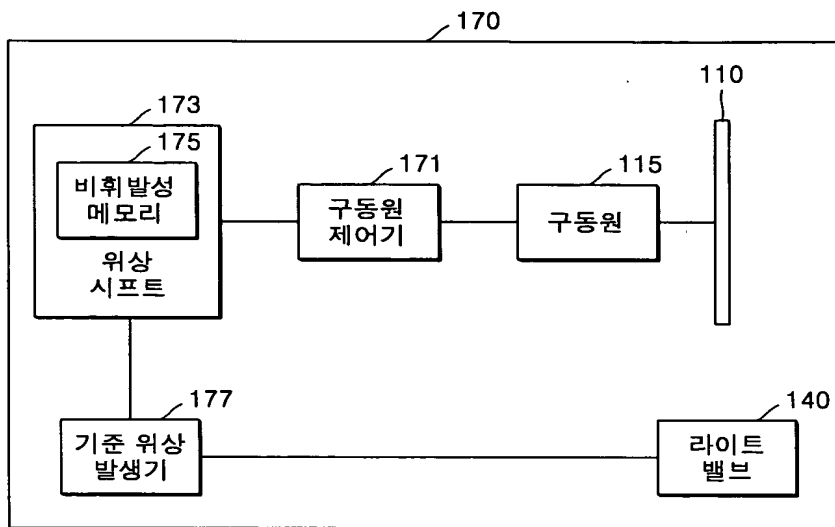 170
110
173
175
비휘발성
메모리
위상
시프트
171
구동원
제어기
115
구동원
177
기준 위상
발생기
140
라이트
밸브